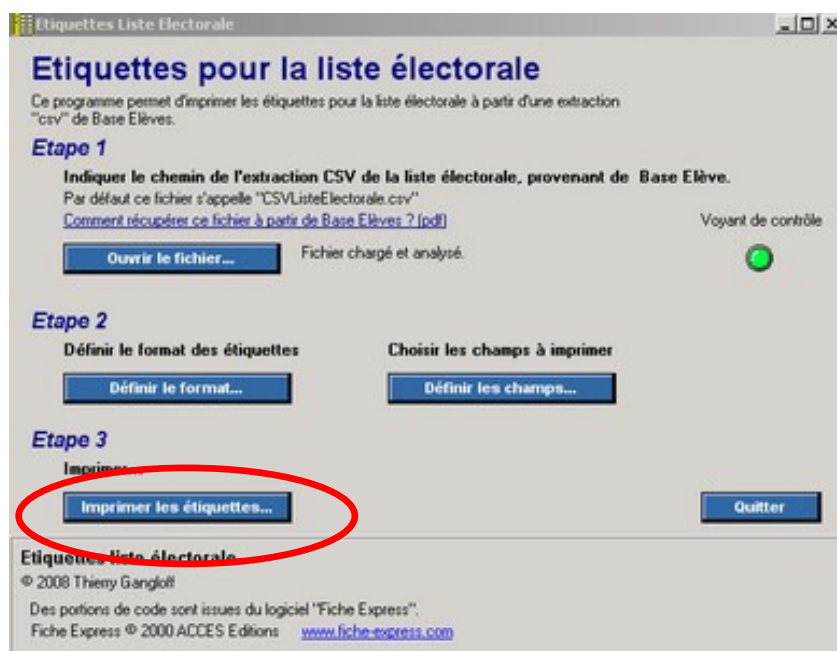 Etiquettes Liste Electorale
Etiquettes pour la liste électorale
Ce programme permet d'imprimer les étiquettes pour la liste électorale à partir d'une extraction
"csv" de Base Elèves.
Etape 1
Indiquer le chemin de l'extraction CSV de la liste électorale, provenant de Base Elève.
Par défaut ce fichier s'appelle "CSVListeElectorale.csv"
Comment récupérer ce fichier à partir de Base Elèves ? (pdf)
Voyant de contrôle
Ouvrir le fichier...
Fichier chargé et analysé.
Etape 2
Définir le format des étiquettes
Choisir les champs à imprimer
Définir le format...
Définir les champs...
Etape 3
Imprimer...
Imprimer les étiquettes...
Quitter
Etiquettes liste électorale
© 2008 Thierry Gangloff
Des portions de code sont issues du logiciel "Fiche Express".
Fiche Express © 2000 ACCES Editions www.fiche-express.com